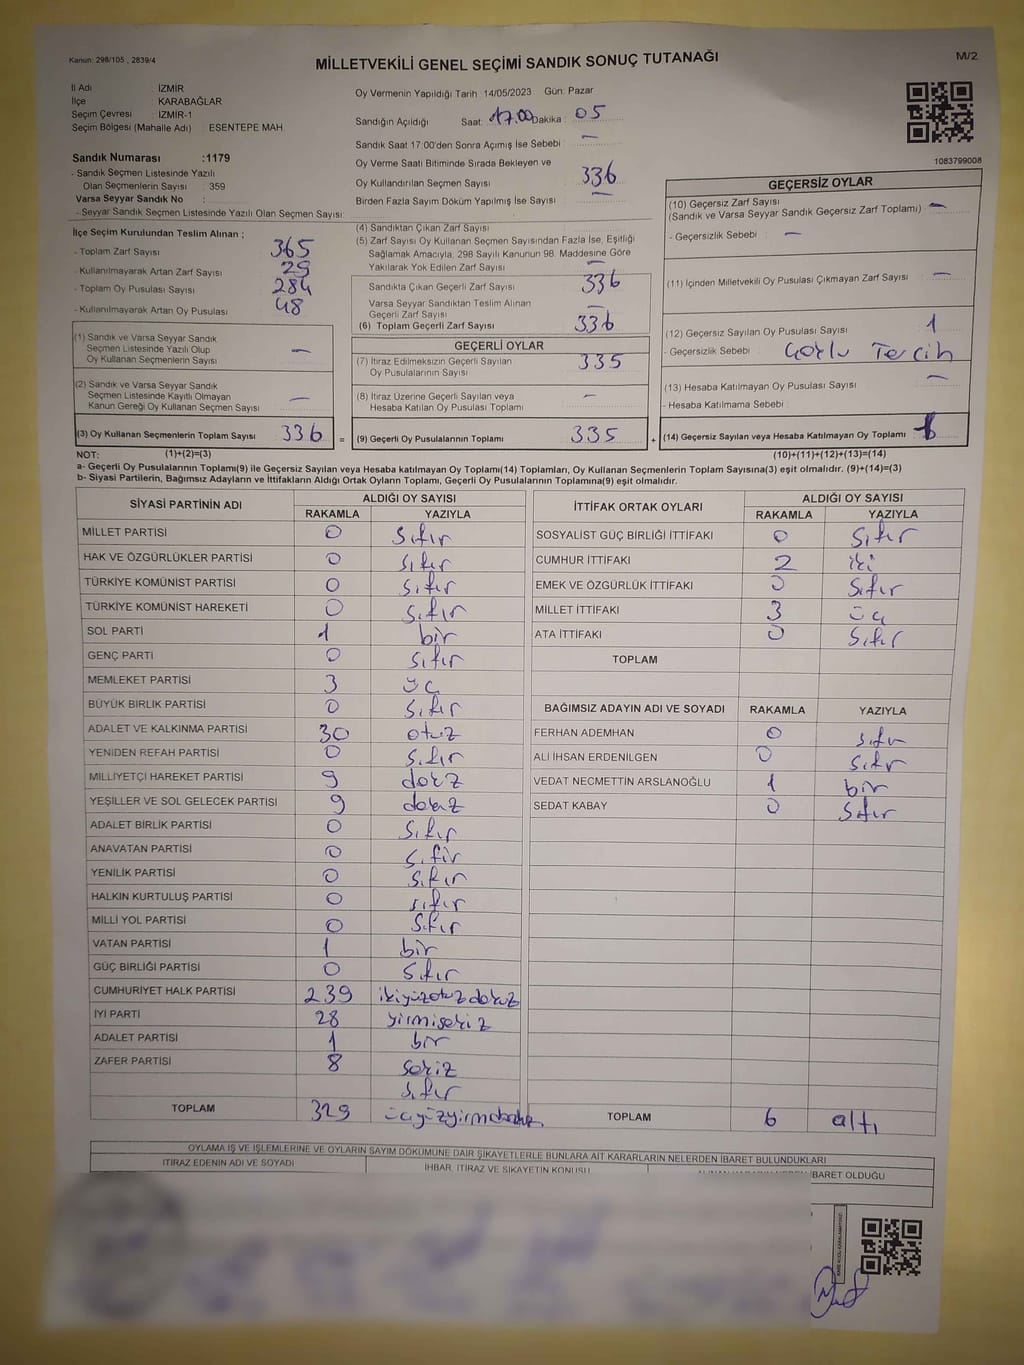 Kanun: 298/105 , 2839/4
MİLLETVEKİLİ GENEL SEÇİMİ SANDIK SONUÇ TUTANAĞI
M/2
İl Adı : İZMİR
İlçe : KARABAĞLAR
Seçim Çevresi : İZMİR-1
Seçim Bölgesi (Mahalle Adı) : ESENTEPE MAH
Sandık Numarası :1179
- Sandık Seçmen Listesinde Yazılı
Olan Seçmenlerin Sayısı : 359
Varsa Seyyar Sandık No :
- Seyyar Sandık Seçmen Listesinde Yazılı Olan Seçmen Sayısı:
Oy Vermenin Yapıldığı Tarih 14/05/2023 Gün: Pazar
Sandığın Açıldığı Saat: 17.00 Dakika : 05
Sandık Saat 17:00'den Sonra Açımış İse Sebebi : —
Oy Verme Saati Bitiminde Sırada Bekleyen ve
Oy Kullandırılan Seçmen Sayısı : 336
Birden Fazla Sayım Döküm Yapılmış İse Sayısı : —
1083799008
İlçe Seçim Kurulundan Teslim Alınan ;
- Toplam Zarf Sayısı : 365
- Kullanılmayarak Artan Zarf Sayısı : 29
- Toplam Oy Pusulası Sayısı : 284
- Kullanılmayarak Artan Oy Pusulası : 48
(4) Sandıktan Çıkan Zarf Sayısı :
(5) Zarf Sayısı Oy Kullanan Seçmen Sayısından Fazla İse, Eşitliği
Sağlamak Amacıyla, 298 Sayılı Kanunun 98. Maddesine Göre
Yakılarak Yok Edilen Zarf Sayısı : —
Sandıkta Çıkan Geçerli Zarf Sayısı : 336
Varsa Seyyar Sandıktan Teslim Alınan
Geçerli Zarf Sayısı : —
(6) Toplam Geçerli Zarf Sayısı : 336
GEÇERSİZ OYLAR
(10) Geçersiz Zarf Sayısı : —
(Sandık ve Varsa Seyyar Sandık Geçersiz Zarf Toplamı)
- Geçersizlik Sebebi : —
(11) İçinden Milletvekili Oy Pusulası Çıkmayan Zarf Sayısı : —
(12) Geçersiz Sayılan Oy Pusulası Sayısı : 1
- Geçersizlik Sebebi : Çoklu Tercih
(13) Hesaba Katılmayan Oy Pusulası Sayısı : —
- Hesaba Katılmama Sebebi :
(1) Sandık ve Varsa Seyyar Sandık
Seçmen Listesinde Yazılı Olup
Oy Kullanan Seçmenlerin Sayısı : —
(2) Sandık ve Varsa Seyyar Sandık
Seçmen Listesinde Kayıtlı Olmayan
Kanun Gereği Oy Kullanan Seçmen Sayısı : —
GEÇERLİ OYLAR
(7) İtiraz Edilmeksizin Geçerli Sayılan
Oy Pusulalarının Sayısı : 335
(8) İtiraz Üzerine Geçerli Sayılan veya
Hesaba Katılan Oy Pusulası Toplamı : —
(3) Oy Kullanan Seçmenlerin Toplam Sayısı : 336 = (9) Geçerli Oy Pusulalarının Toplamı : 335 + (14) Geçersiz Sayılan veya Hesaba Katılmayan Oy Toplamı :
NOT: (1)+(2)=(3) (10)+(11)+(12)+(13)=(14)
a- Geçerli Oy Pusulalarının Toplamı(9) ile Geçersiz Sayılan veya Hesaba katılmayan Oy Toplamı(14) Toplamları, Oy Kullanan Seçmenlerin Toplam Sayısına(3) eşit olmalıdır. (9)+(14)=(3)
b- Siyasi Partilerin, Bağımsız Adayların ve İttifakların Aldığı Ortak Oyların Toplamı, Geçerli Oy Pusulalarının Toplamına(9) eşit olmalıdır.
SİYASİ PARTİNİN ADI ALDIĞI OY SAYISI
RAKAMLA YAZIYLA
MİLLET PARTİSİ 0 sıfır
HAK VE ÖZGÜRLÜKLER PARTİSİ 0 sıfır
TÜRKİYE KOMÜNİST PARTİSİ 0 sıfır
TÜRKİYE KOMÜNİST HAREKETİ 0 sıfır
SOL PARTİ 1 bir
GENÇ PARTİ 0 sıfır
MEMLEKET PARTİSİ 3 üç
BÜYÜK BİRLİK PARTİSİ 0 sıfır
ADALET VE KALKINMA PARTİSİ 30 otuz
YENİDEN REFAH PARTİSİ 0 sıfır
MİLLİYETÇİ HAREKET PARTİSİ 9 dokuz
YEŞİLLER VE SOL GELECEK PARTİSİ 9 dokuz
ADALET BİRLİK PARTİSİ 0 sıfır
ANAVATAN PARTİSİ 0 sıfır
YENİLİK PARTİSİ 0 sıfır
HALKIN KURTULUŞ PARTİSİ 0 sıfır
MİLLİ YOL PARTİSİ 0 sıfır
VATAN PARTİSİ 1 bir
GÜÇ BİRLİĞİ PARTİSİ 0 sıfır
CUMHURİYET HALK PARTİSİ 239 ikiyüzotuzdokuz
İYİ PARTİ 28 yirmisekiz
ADALET PARTİSİ 1 bir
ZAFER PARTİSİ 8 sekiz
sıfır
TOPLAM 329 üçyüzyirmidokuz
İTTİFAK ORTAK OYLARI ALDIĞI OY SAYISI
RAKAMLA YAZIYLA
SOSYALİST GÜÇ BİRLİĞİ İTTİFAKI 0 sıfır
CUMHUR İTTİFAKI 2 iki
EMEK VE ÖZGÜRLÜK İTTİFAKI 0 sıfır
MİLLET İTTİFAKI 3 üç
ATA İTTİFAKI 0 sıfır
TOPLAM
BAĞIMSIZ ADAYIN ADI VE SOYADI RAKAMLA YAZIYLA
FERHAN ADEMHAN 0 sıfır
ALİ İHSAN ERDENİLGEN 0 sıfır
VEDAT NECMETTİN ARSLANOĞLU 1 bir
SEDAT KABAY 0 sıfır
TOPLAM 6 altı
OYLAMA İŞ VE İŞLEMLERİNE VE OYLARIN SAYIM DÖKÜMÜNE DAİR ŞİKAYETLERLE BUNLARA AİT KARARLARIN NELERDEN İBARET BULUNDUKLARI
İTİRAZ EDENİN ADI VE SOYADI İHBAR, İTİRAZ VE ŞİKAYETİN KONUSU İBARET OLDUĞU